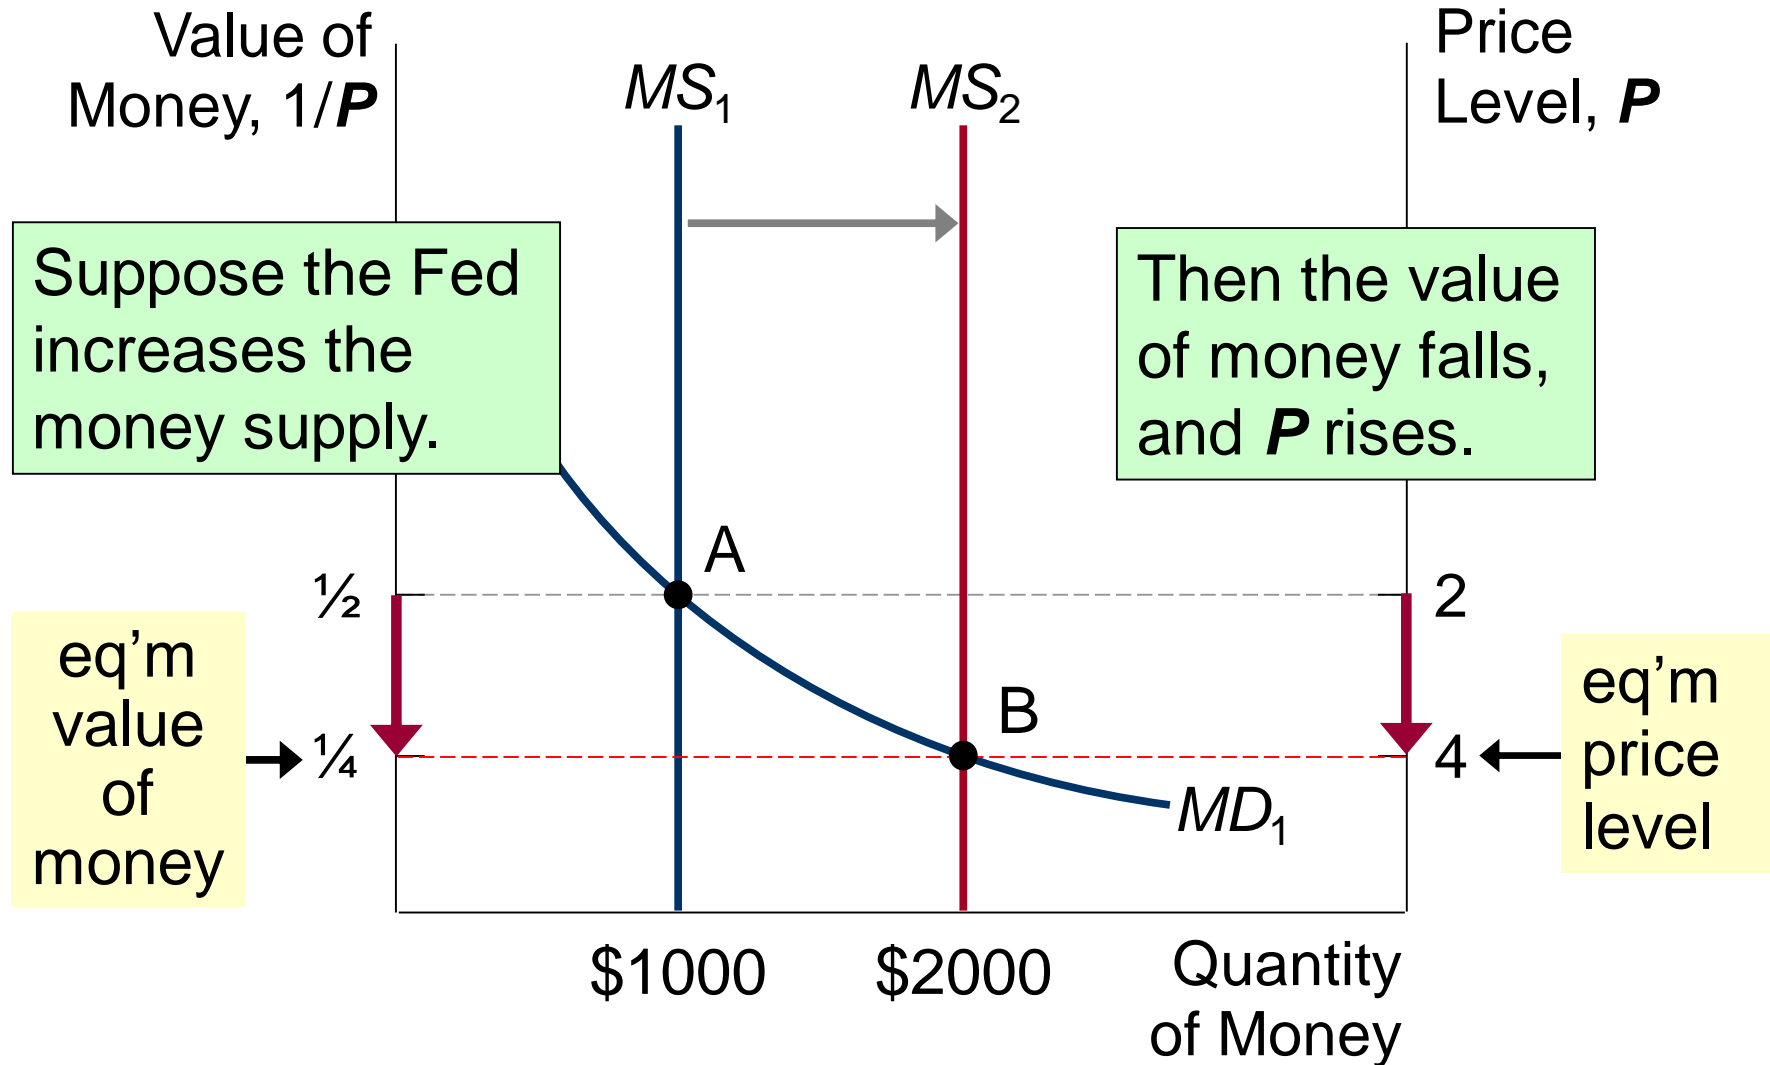 Value of
Money, 1/P
Price
Level, P
MS₁
MS₂
Suppose the Fed
increases the
money supply.
Then the value
of money falls,
and P rises.
A
½
2
eq’m
value
of
money
B
¼
4
eq’m
price
level
MD₁
$1000
$2000
Quantity
of Money